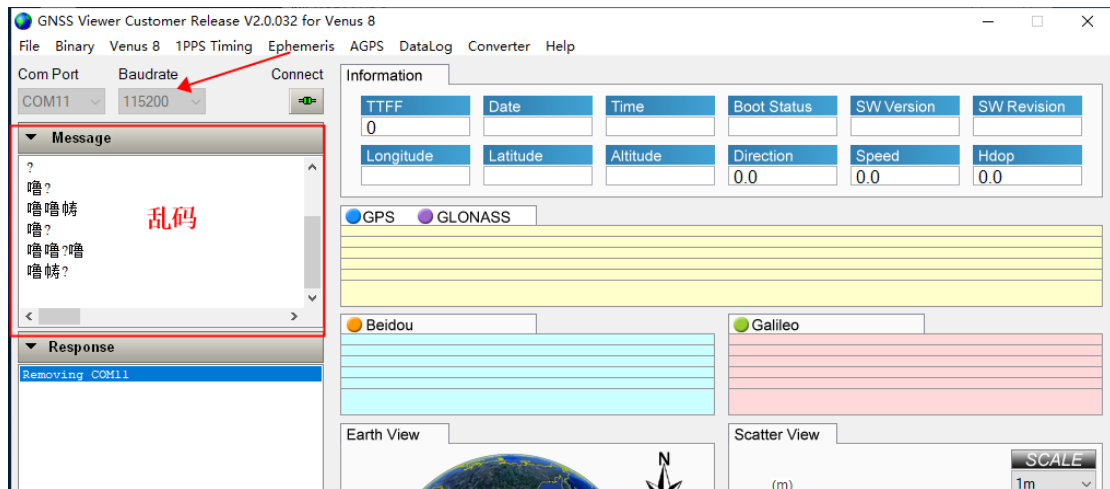 GNSS Viewer Customer Release V2.0.032 for Venus 8
File Binary Venus 8 1PPS Timing Ephemeris AGPS DataLog Converter Help
Com Port Baudrate Connect
COM11 115200
Message
?
噜?
噜噜帱
噜?
噜噜?噜
噜帱?
乱码
Response
Removing COM11
Information
TTFF Date Time Boot Status SW Version SW Revision
0
Longitude Latitude Altitude Direction Speed Hdop
0.0 0.0 0.0
GPS GLONASS
Beidou Galileo
Earth View Scatter View
N
SCALE
(m) 1m